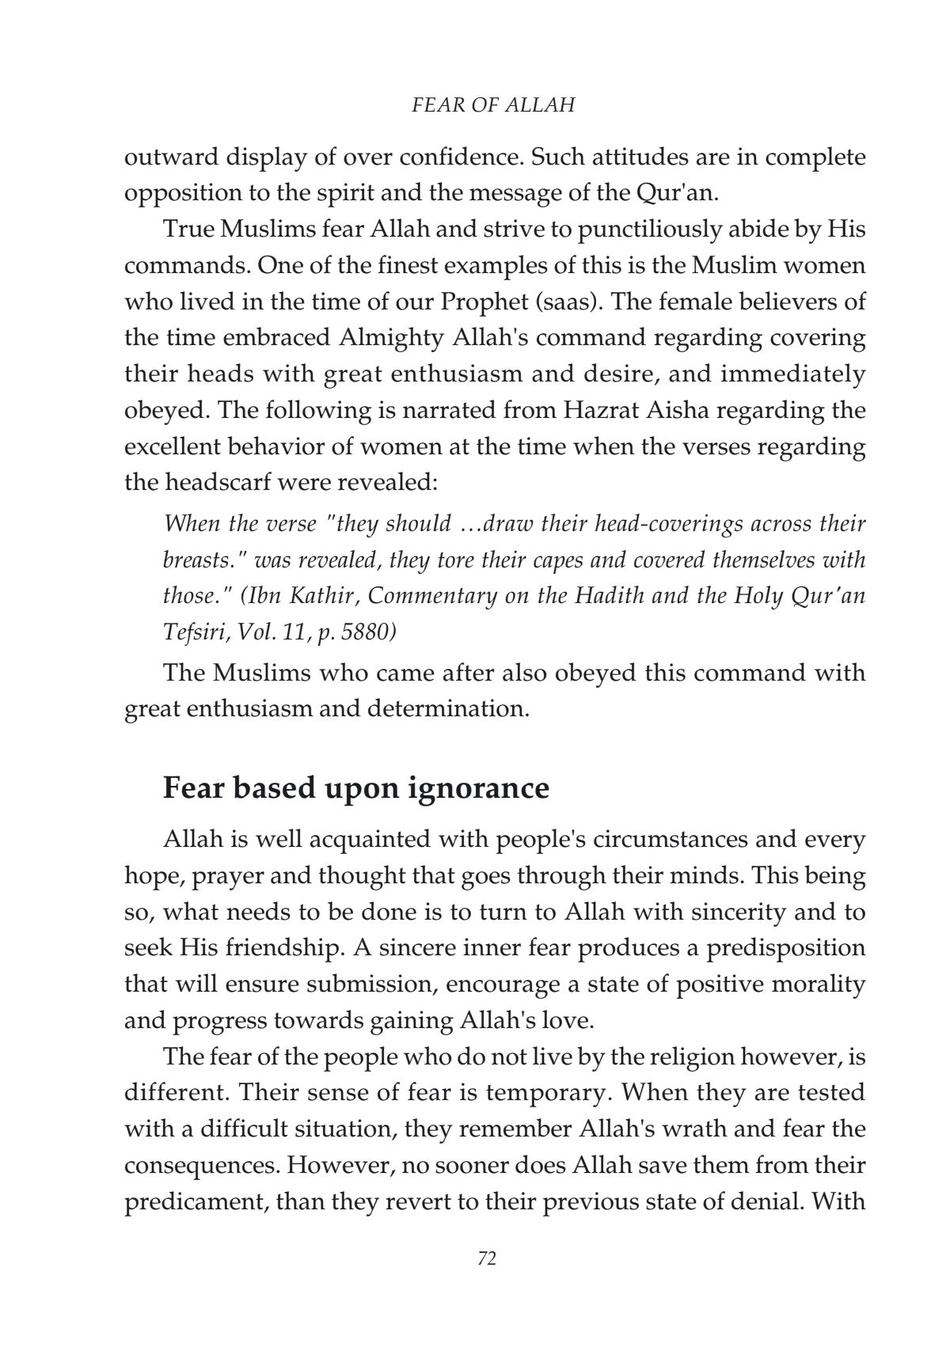 FEAR OF ALLAH
outward display of over confidence. Such attitudes are in complete
opposition to the spirit and the message of the Qur'an.
True Muslims fear Allah and strive to punctiliously abide by His
commands. One of the finest examples of this is the Muslim women
who lived in the time of our Prophet (saas). The female believers of
the time embraced Almighty Allah's command regarding covering
their heads with great enthusiasm and desire, and immediately
obeyed. The following is narrated from Hazrat Aisha regarding the
excellent behavior of women at the time when the verses regarding
the headscarf were revealed:
When the verse "they should …draw their head-coverings across their
breasts." was revealed, they tore their capes and covered themselves with
those." (Ibn Kathir, Commentary on the Hadith and the Holy Qur'an
Tefsiri, Vol. 11, p. 5880)
The Muslims who came after also obeyed this command with
great enthusiasm and determination.
Fear based upon ignorance
Allah is well acquainted with people's circumstances and every
hope, prayer and thought that goes through their minds. This being
so, what needs to be done is to turn to Allah with sincerity and to
seek His friendship. A sincere inner fear produces a predisposition
that will ensure submission, encourage a state of positive morality
and progress towards gaining Allah's love.
The fear of the people who do not live by the religion however, is
different. Their sense of fear is temporary. When they are tested
with a difficult situation, they remember Allah's wrath and fear the
consequences. However, no sooner does Allah save them from their
predicament, than they revert to their previous state of denial. With
72